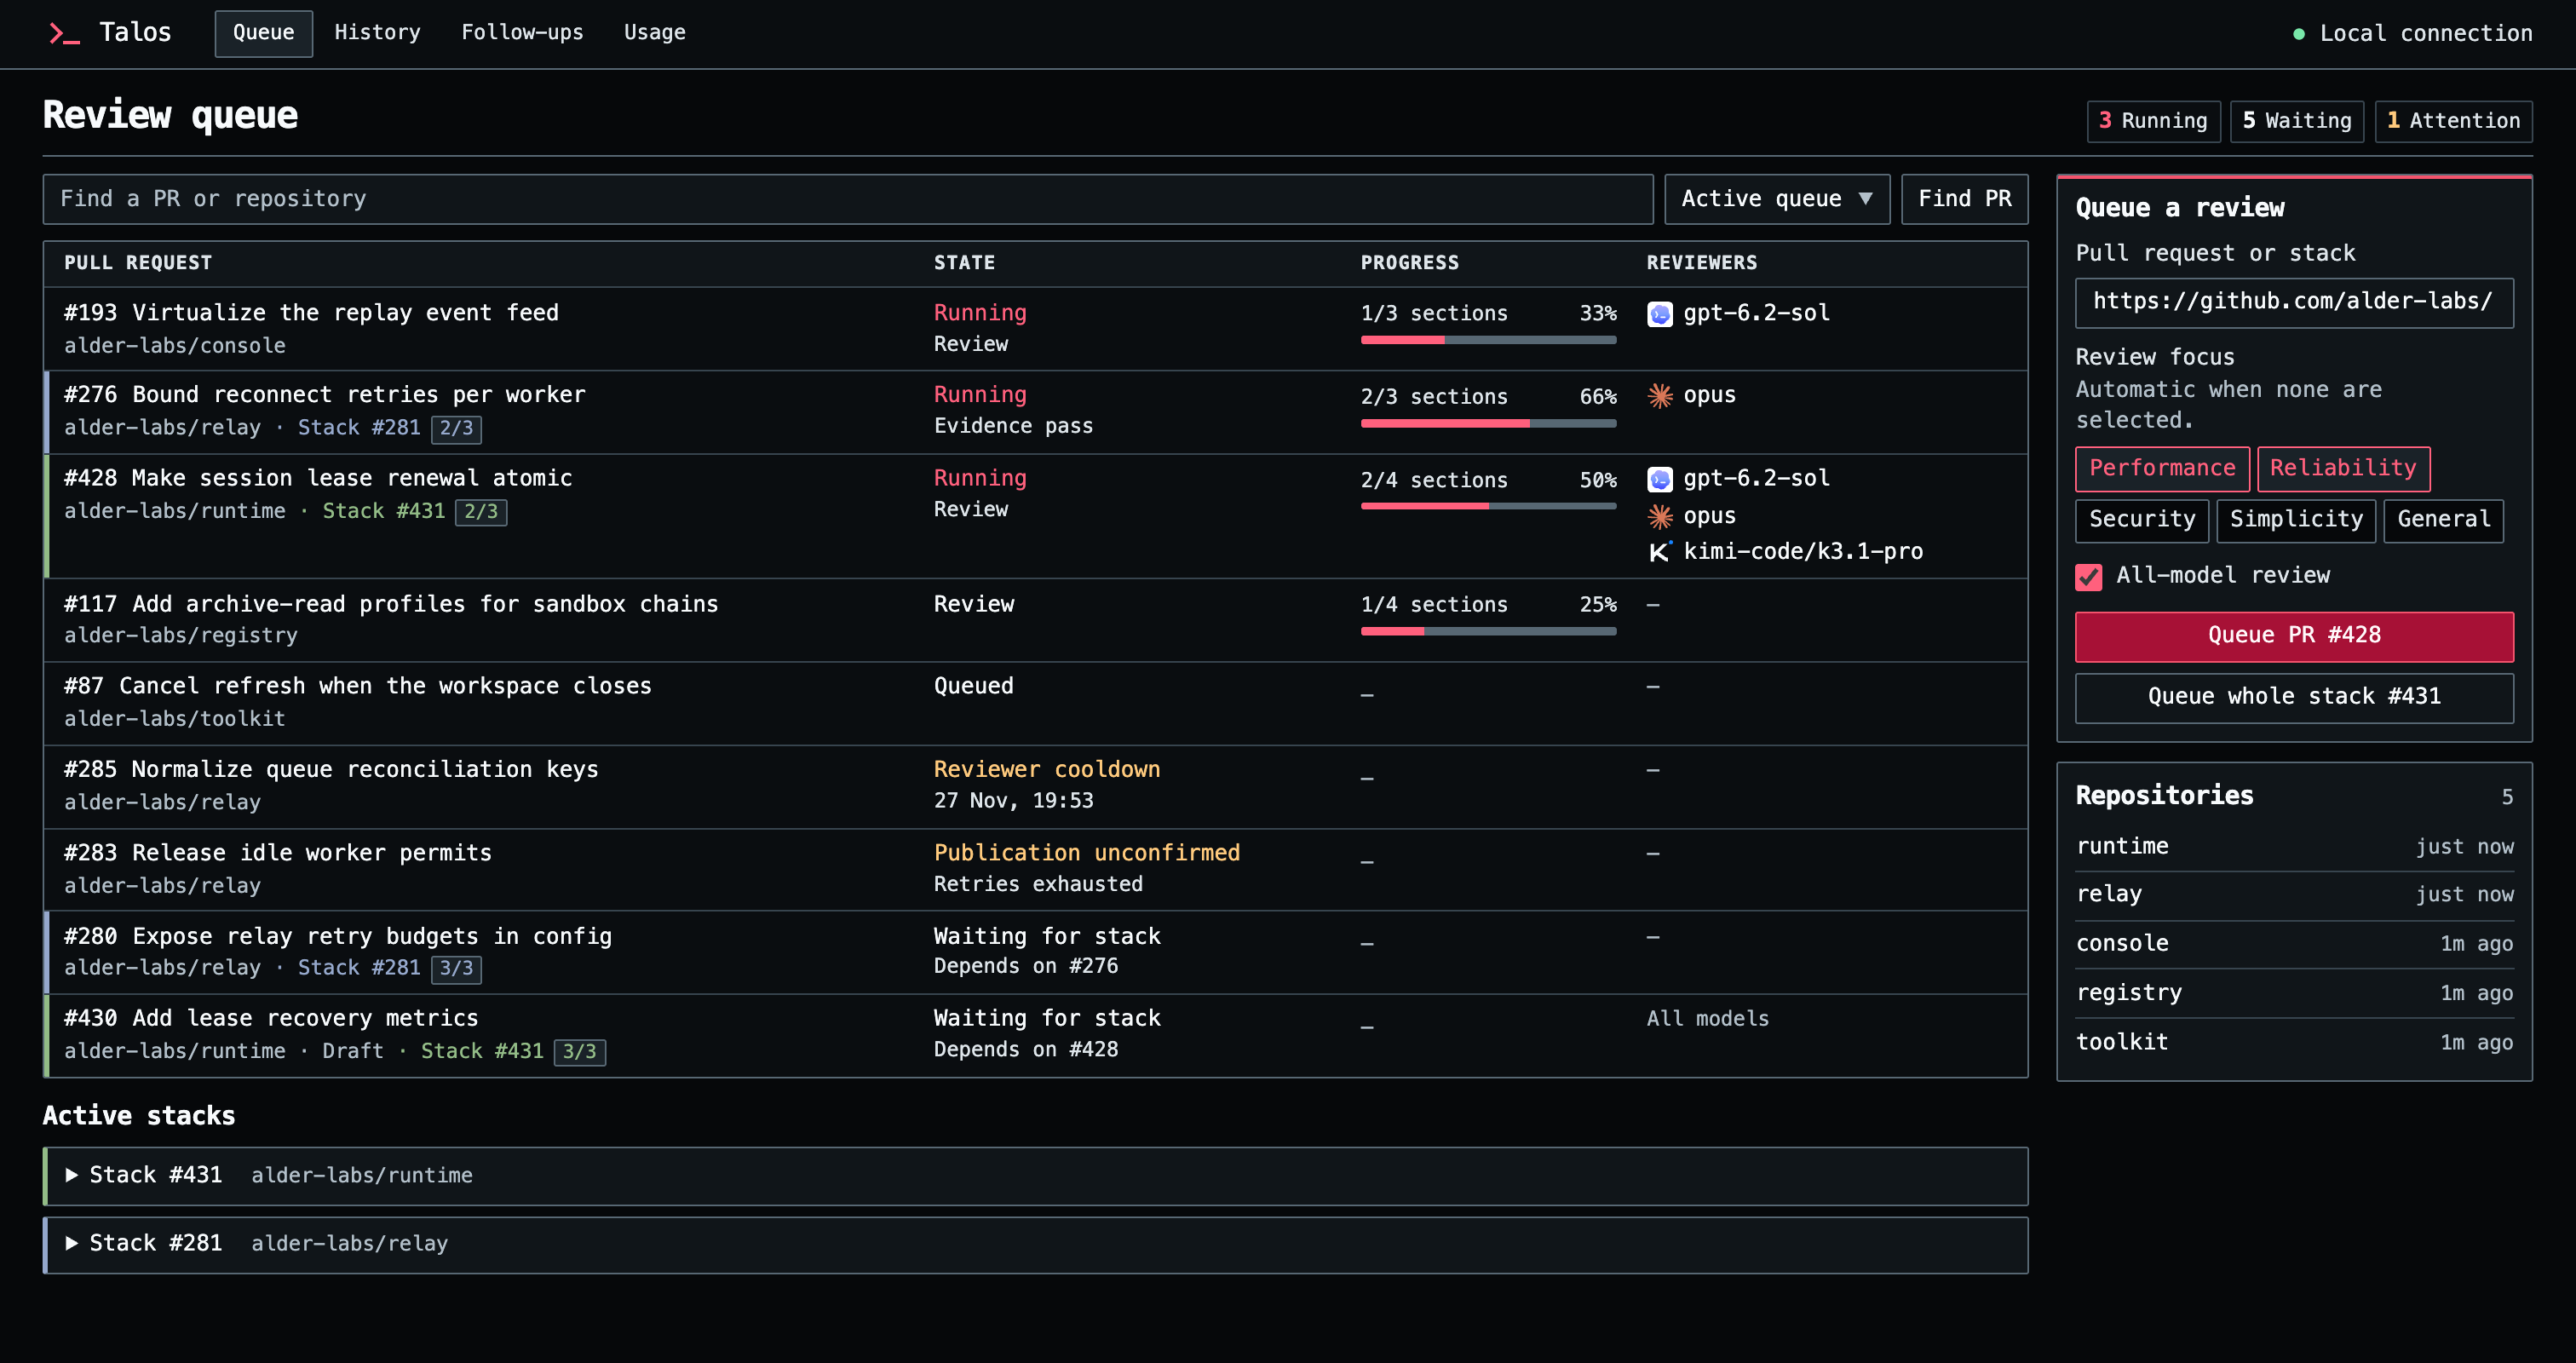 Talos
Queue
History
Follow-ups
Usage
Local connection
Review queue
3 Running
5 Waiting
1 Attention
Find a PR or repository
Active queue ▼
Find PR
PULL REQUEST STATE PROGRESS REVIEWERS
#193 Virtualize the replay event feed
alder-labs/console
Running
Review
1/3 sections 33%
gpt-6.2-sol
#276 Bound reconnect retries per worker
alder-labs/relay · Stack #281 2/3
Running
Evidence pass
2/3 sections 66%
opus
#428 Make session lease renewal atomic
alder-labs/runtime · Stack #431 2/3
Running
Review
2/4 sections 50%
gpt-6.2-sol
opus
kimi-code/k3.1-pro
#117 Add archive-read profiles for sandbox chains
alder-labs/registry
Review
1/4 sections 25%
–
#87 Cancel refresh when the workspace closes
alder-labs/toolkit
Queued
–
–
#285 Normalize queue reconciliation keys
alder-labs/relay
Reviewer cooldown
27 Nov, 19:53
–
–
#283 Release idle worker permits
alder-labs/relay
Publication unconfirmed
Retries exhausted
–
–
#280 Expose relay retry budgets in config
alder-labs/relay · Stack #281 3/3
Waiting for stack
Depends on #276
–
–
#430 Add lease recovery metrics
alder-labs/runtime · Draft · Stack #431 3/3
Waiting for stack
Depends on #428
–
All models
Active stacks
▶ Stack #431 alder-labs/runtime
▶ Stack #281 alder-labs/relay
Queue a review
Pull request or stack
https://github.com/alder-labs/
Review focus
Automatic when none are
selected.
Performance
Reliability
Security
Simplicity
General
All-model review
Queue PR #428
Queue whole stack #431
Repositories 5
runtime just now
relay just now
console 1m ago
registry 1m ago
toolkit 1m ago